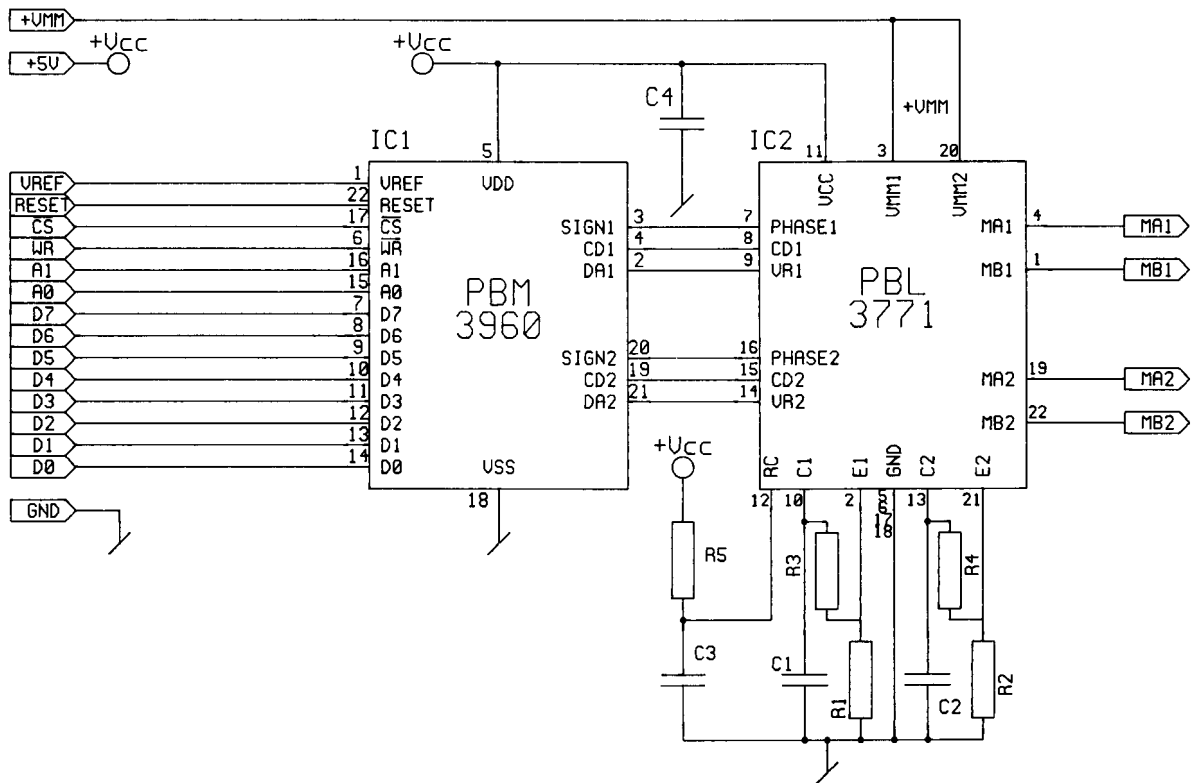 +VMM
+5V
+Vcc
+Vcc
C4
+VMM
IC1
5
VDD
IC2
11
3
20
VCC
VMM1
VMM2
VREF
1
VREF
RESET
22
RESET
CS
17
CS
WR
6
WR
A1
16
A1
A0
15
A0
D7
7
D7
D6
8
D6
D5
9
D5
D4
10
D4
D3
11
D3
D2
12
D2
D1
13
D1
D0
14
D0
PBM
3960
SIGN1
3
7
PHASE1
CD1
4
8
CD1
DA1
2
9
VR1
SIGN2
20
16
PHASE2
CD2
19
15
CD2
DA2
21
14
VR2
PBL
3771
MA1
4
MA1
MB1
1
MB1
MA2
19
MA2
MB2
22
MB2
VSS
18
GND
+Vcc
RC
C1
E1
GND
C2
E2
12
10
2
5
6
17
18
13
21
R5
R3
R4
C3
C1
R1
C2
R2